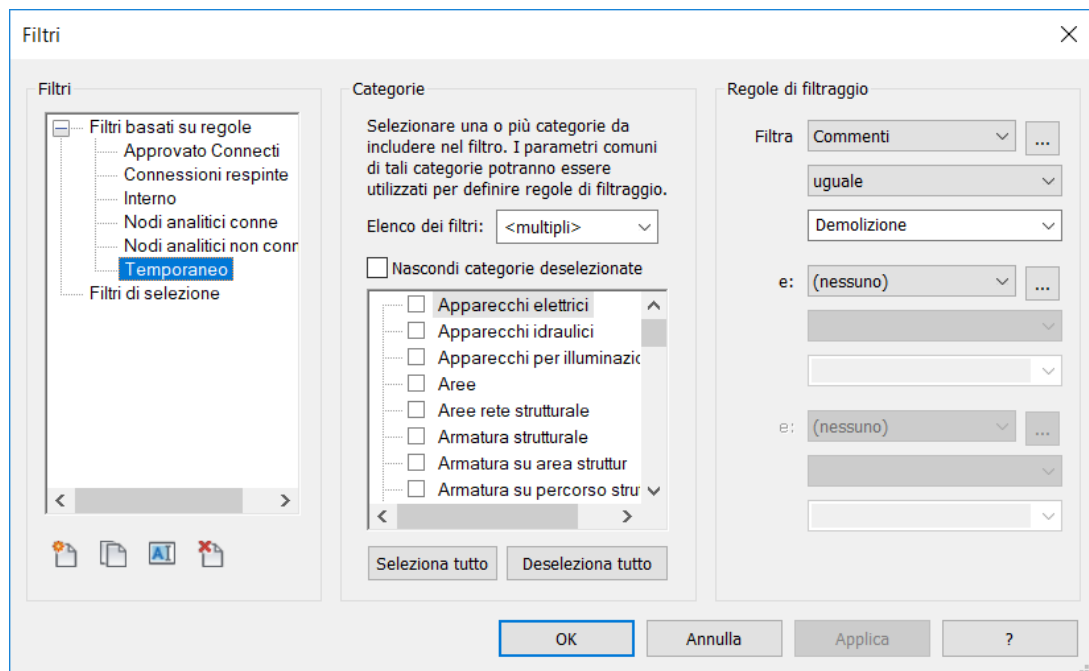 Filtri
Filtri
Filtri basati su regole
Approvato Connecti
Connessioni respinte
Interno
Nodi analitici conne
Nodi analitici non conr
Temporaneo
Filtri di selezione
Categorie
Selezionare una o più categorie da
includere nel filtro. I parametri comuni
di tali categorie potranno essere
utilizzati per definire regole di filtraggio.
Elenco dei filtri: <multipli>
Nascondi categorie deselezionate
Apparecchi elettrici
Apparecchi idraulici
Apparecchi per illuminazic
Aree
Aree rete strutturale
Armatura strutturale
Armatura su area struttur
Armatura su percorso strut
Seleziona tutto Deseleziona tutto
Regole di filtraggio
Filtra Commenti ...
uguale
Demolizione
e: (nessuno) ...
e: (nessuno) ...
OK Annulla Applica ?